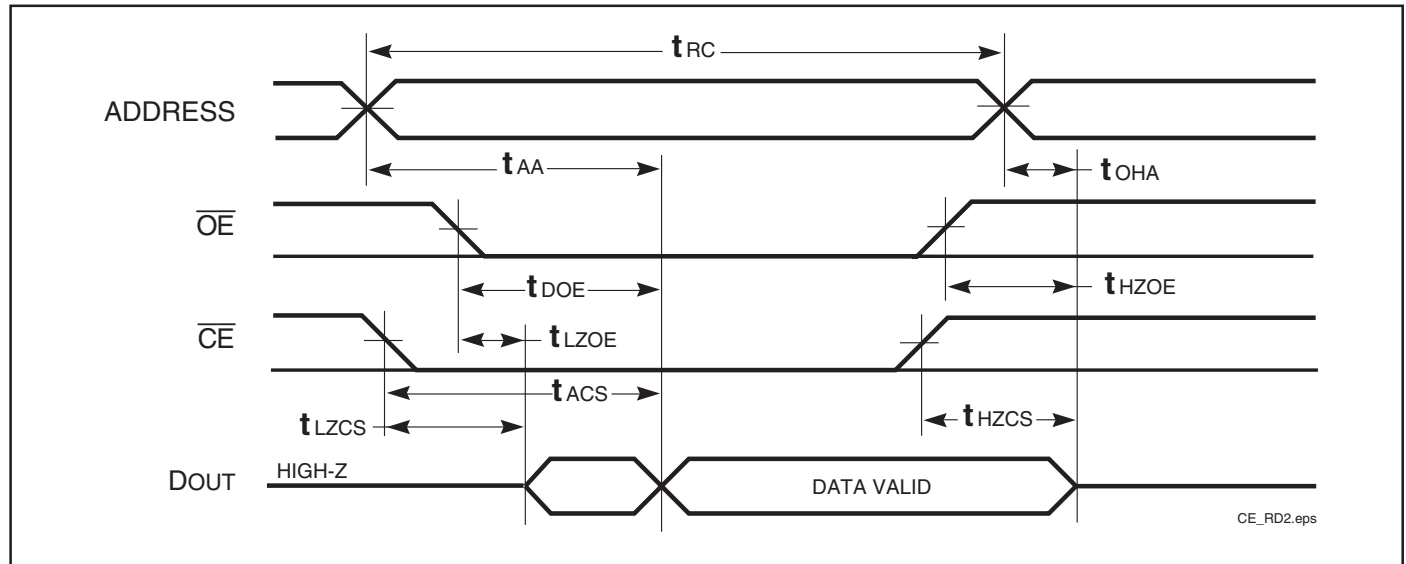 tRC
ADDRESS
tAA
tOHA
OE
tDOE
tHZOE
CE
tLZOE
tACS
tLZCS
tHZCS
DOUT
HIGH-Z
DATA VALID
CE_RD2.eps